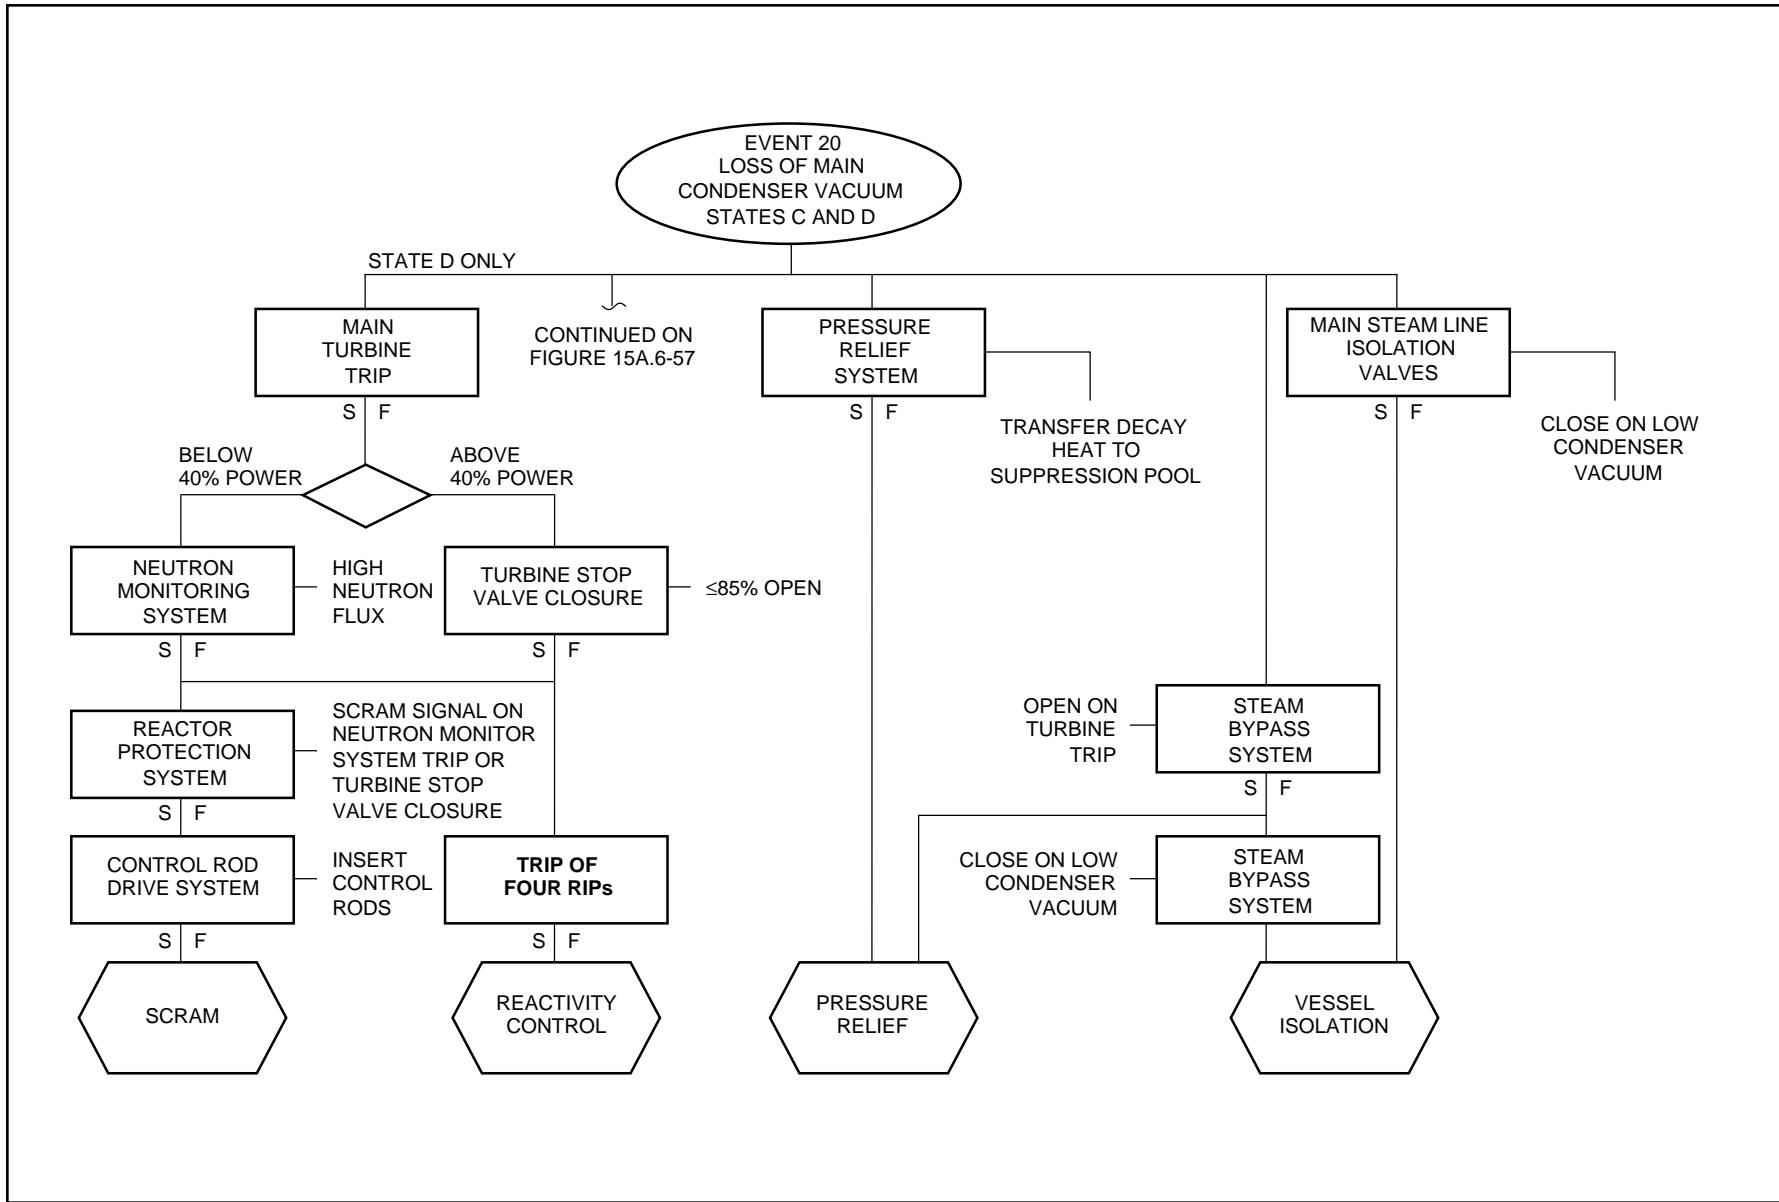 EVENT 20
LOSS OF MAIN
CONDENSER VACUUM
STATES C AND D
STATE D ONLY
MAIN
TURBINE
TRIP
S F
CONTINUED ON
FIGURE 15A.6-57
PRESSURE
RELIEF
SYSTEM
S F
TRANSFER DECAY
HEAT TO
SUPPRESSION POOL
MAIN STEAM LINE
ISOLATION
VALVES
S F
CLOSE ON LOW
CONDENSER
VACUUM
BELOW
40% POWER
ABOVE
40% POWER
NEUTRON
MONITORING
SYSTEM
S F
HIGH
NEUTRON
FLUX
TURBINE STOP
VALVE CLOSURE
S F
≤85% OPEN
REACTOR
PROTECTION
SYSTEM
S F
SCRAM SIGNAL ON
NEUTRON MONITOR
SYSTEM TRIP OR
TURBINE STOP
VALVE CLOSURE
OPEN ON
TURBINE
TRIP
STEAM
BYPASS
SYSTEM
S F
CONTROL ROD
DRIVE SYSTEM
S F
INSERT
CONTROL
RODS
TRIP OF
FOUR RIPs
S F
CLOSE ON LOW
CONDENSER
VACUUM
STEAM
BYPASS
SYSTEM
SCRAM
REACTIVITY
CONTROL
PRESSURE
RELIEF
VESSEL
ISOLATION